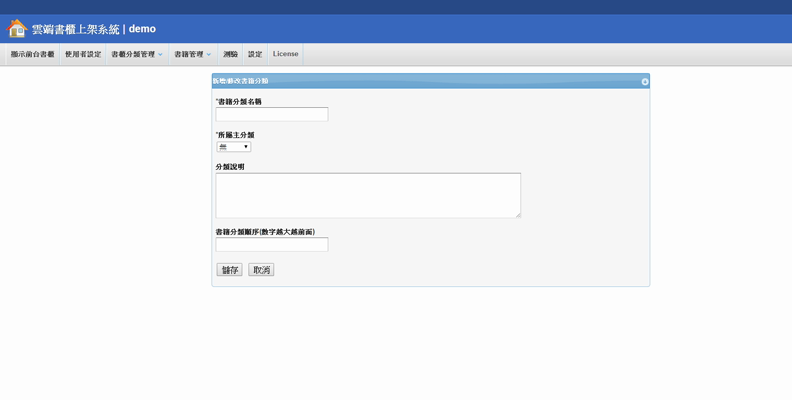 雲端書櫃上架系統 | demo
顯示前台書櫃 使用者設定 書櫃分類管理 書籍管理 測驗 設定 License
新增/修改書籍分類
*書籍分類名稱
*所屬主分類
無
分類說明
書籍分類順序(數字越大越前面)
儲存 取消